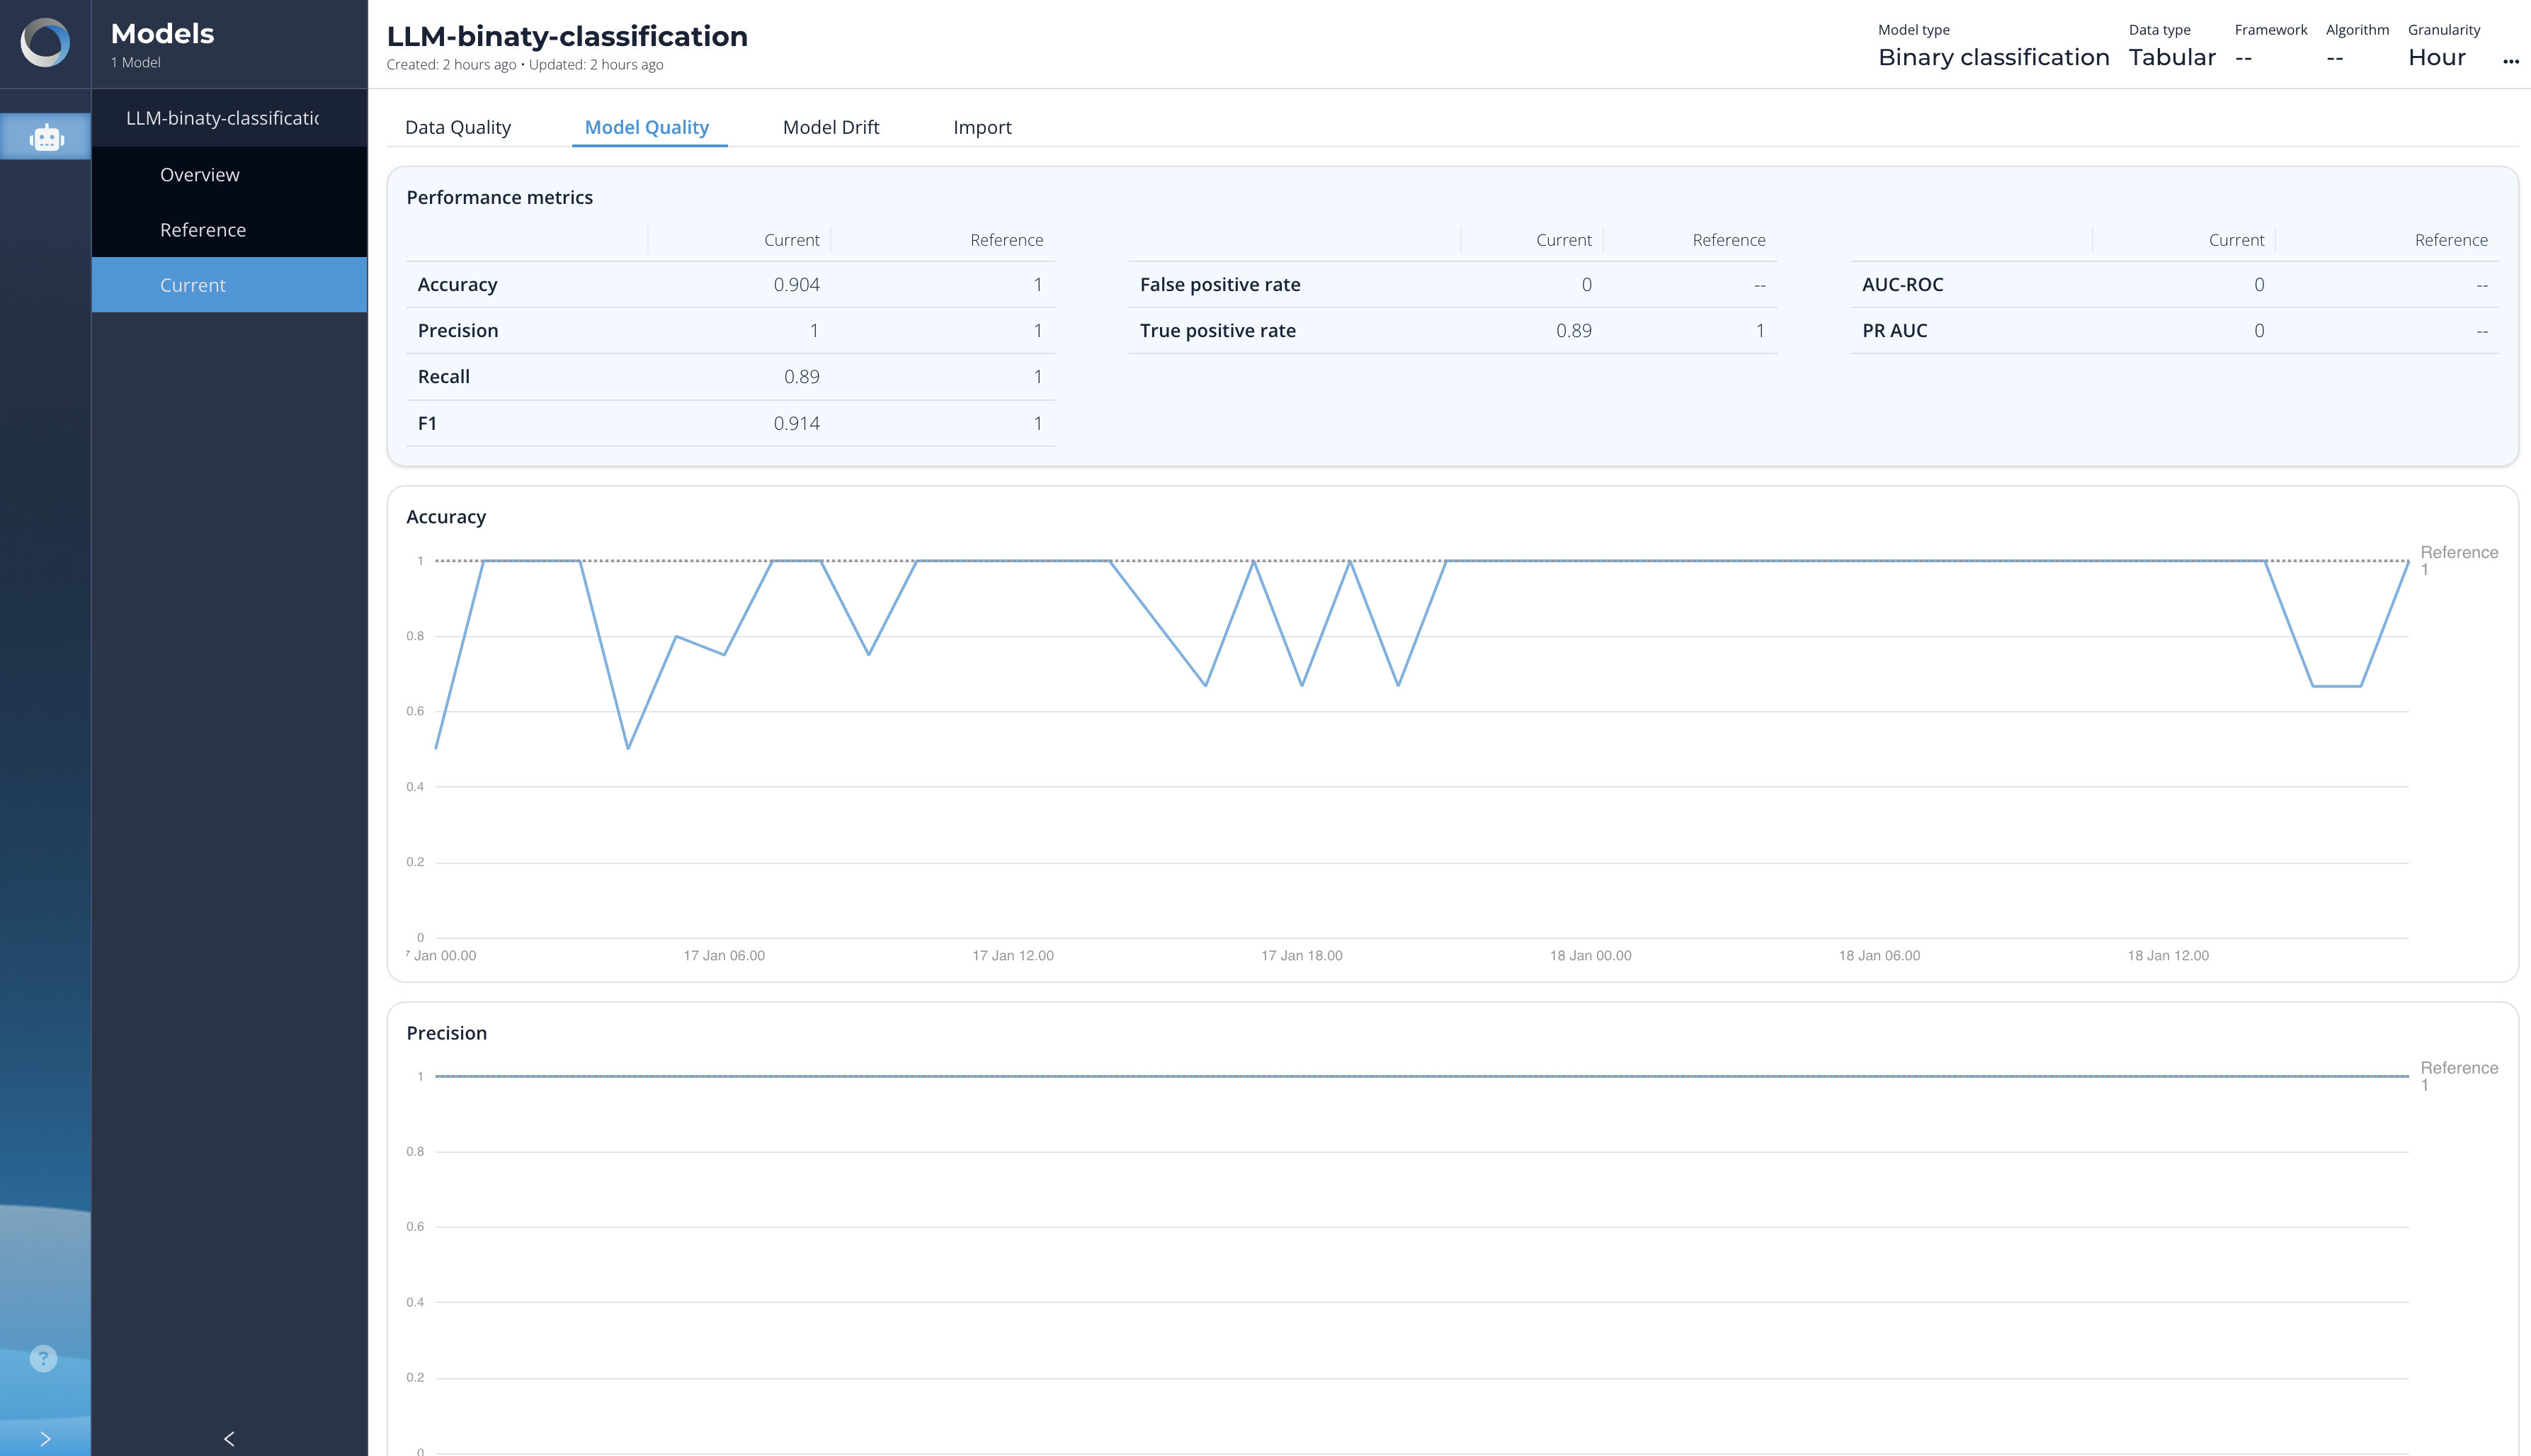 Models
1 Model
LLM-binaty-classificatic
Overview
Reference
Current
LLM-binaty-classification
Created: 2 hours ago • Updated: 2 hours ago
Model type Data type Framework Algorithm Granularity
Binary classification Tabular -- -- Hour ...
Data Quality Model Quality Model Drift Import
Performance metrics
Current Reference
Accuracy 0.904 1
Precision 1 1
Recall 0.89 1
F1 0.914 1
Current Reference
False positive rate 0 --
True positive rate 0.89 1
Current Reference
AUC-ROC 0 --
PR AUC 0 --
Accuracy
1
0.8
0.6
0.4
0.2
0
Reference
1
7 Jan 00.00 17 Jan 06.00 17 Jan 12.00 17 Jan 18.00 18 Jan 00.00 18 Jan 06.00 18 Jan 12.00
Precision
1
0.8
0.6
0.4
0.2
0
Reference
1
?